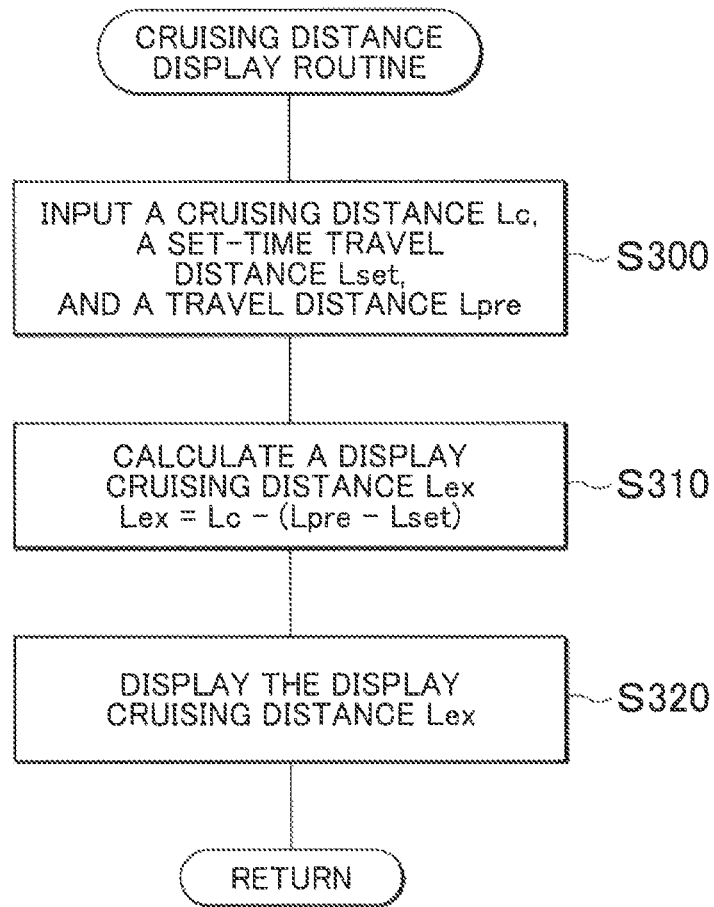 CRUISING DISTANCE
DISPLAY ROUTINE
INPUT A CRUISING DISTANCE Lc,
A SET-TIME TRAVEL
DISTANCE Lset,
AND A TRAVEL DISTANCE Lpre
S300
CALCULATE A DISPLAY
CRUISING DISTANCE Lex
Lex = Lc - (Lpre - Lset)
S310
DISPLAY THE DISPLAY
CRUISING DISTANCE Lex
S320
RETURN